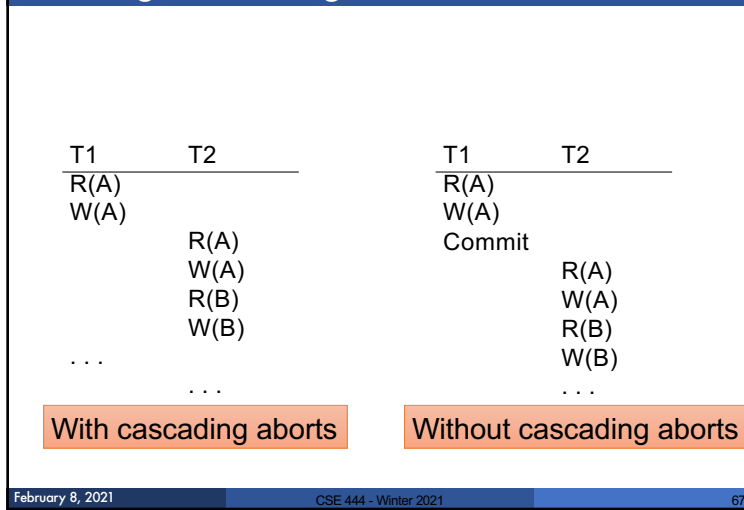 T1 T2
R(A)
W(A)
R(A)
W(A)
R(B)
W(B)
. . .
. . .
With cascading aborts
T1 T2
R(A)
W(A)
Commit
R(A)
W(A)
R(B)
W(B)
. . .
Without cascading aborts
February 8, 2021 CSE 444 - Winter 2021 67